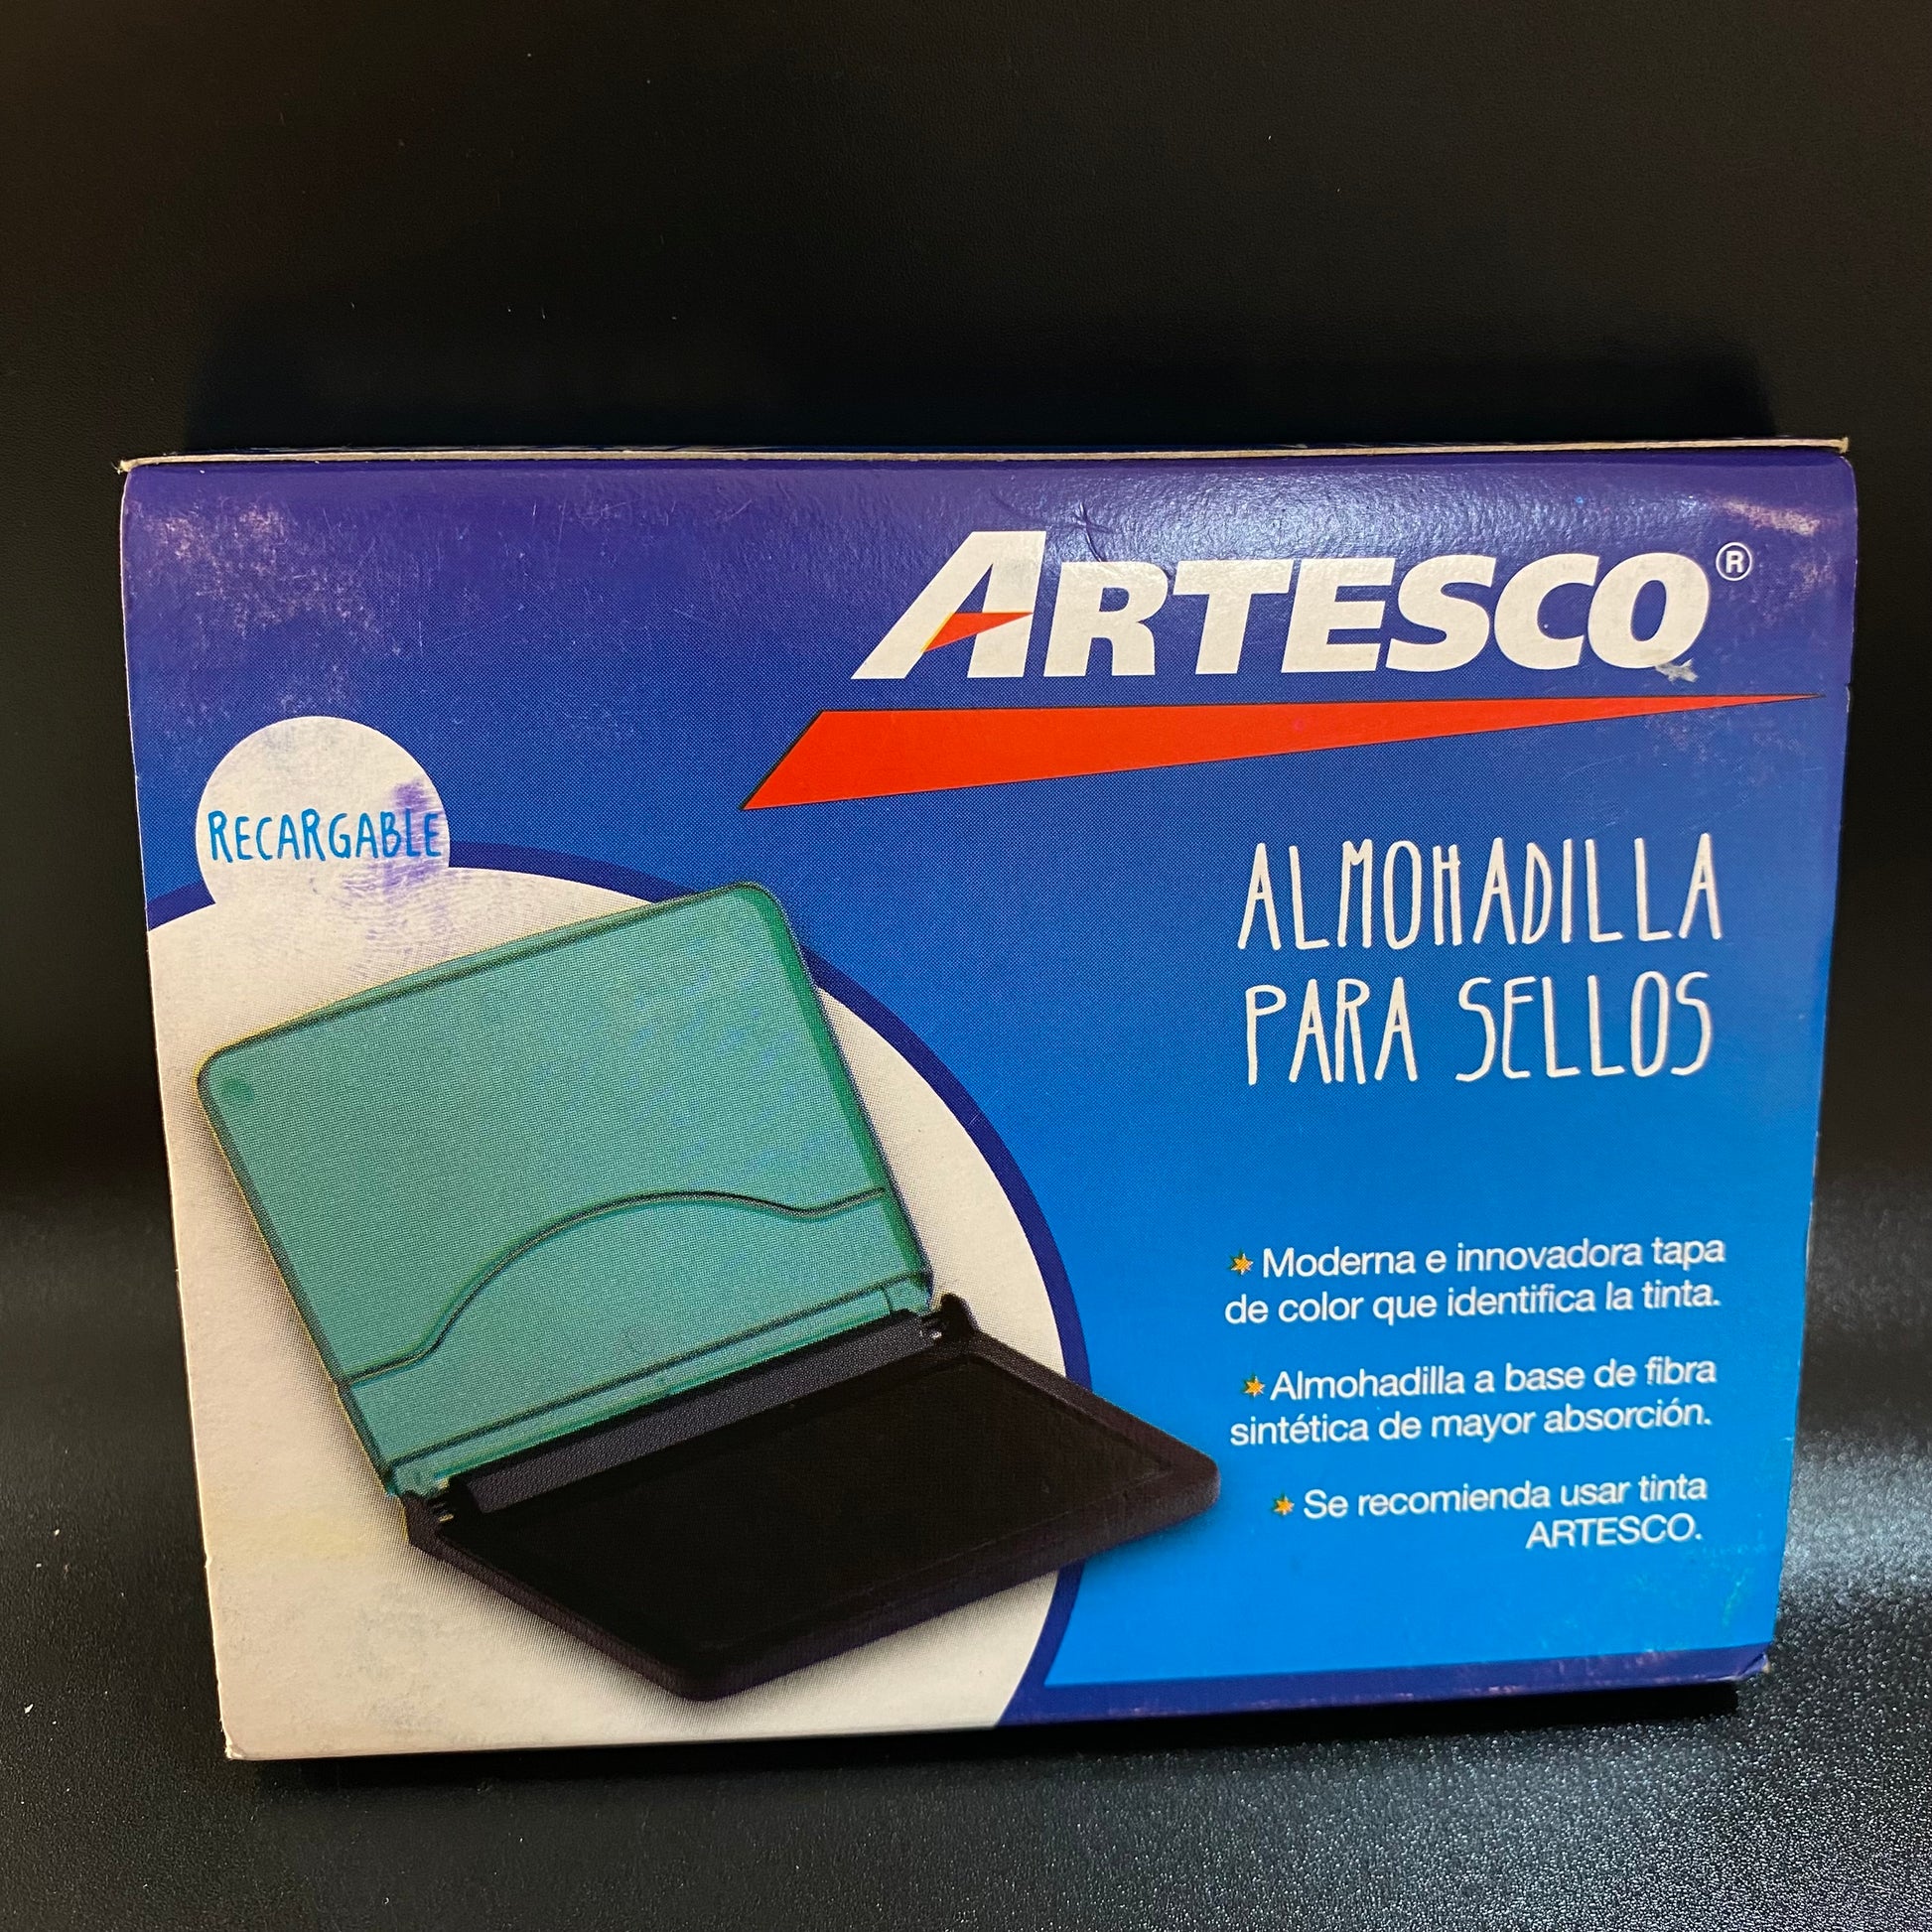 ARTESCO®
RECARGABLE
ALMOHADILLA
PARA SELLOS
Moderna e innovadora tapa
de color que identifica la tinta.
Almohadilla a base de fibra
sintética de mayor absorción.
Se recomienda usar tinta
ARTESCO.